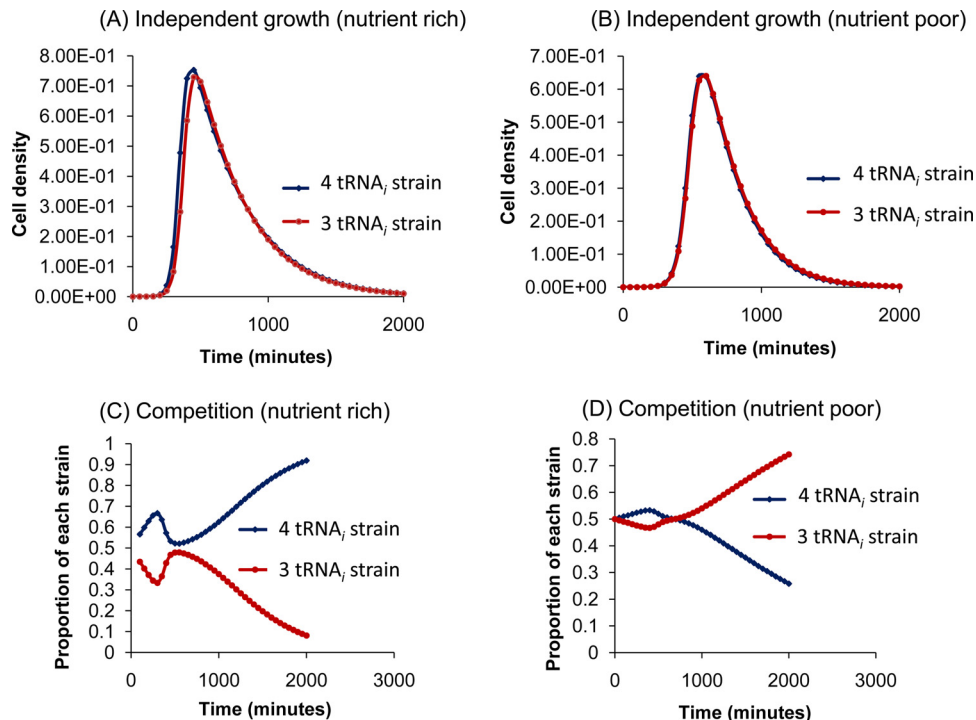 (A) Independent growth (nutrient rich)
8.00E-01
7.00E-01
6.00E-01
5.00E-01
4.00E-01
3.00E-01
2.00E-01
1.00E-01
0.00E+00
Cell density
4 tRNAi strain
3 tRNAi strain
0 1000 2000
Time (minutes)
(B) Independent growth (nutrient poor)
7.00E-01
6.00E-01
5.00E-01
4.00E-01
3.00E-01
2.00E-01
1.00E-01
0.00E+00
Cell density
4 tRNAi strain
3 tRNAi strain
0 1000 2000
Time (minutes)
(C) Competition (nutrient rich)
1
0.9
0.8
0.7
0.6
0.5
0.4
0.3
0.2
0.1
0
Proportion of each strain
4 tRNAi strain
3 tRNAi strain
0 1000 2000 3000
Time (minutes)
(D) Competition (nutrient poor)
0.8
0.7
0.6
0.5
0.4
0.3
0.2
0.1
0
Proportion of each strain
4 tRNAi strain
3 tRNAi strain
0 1000 2000 3000
Time (minutes)